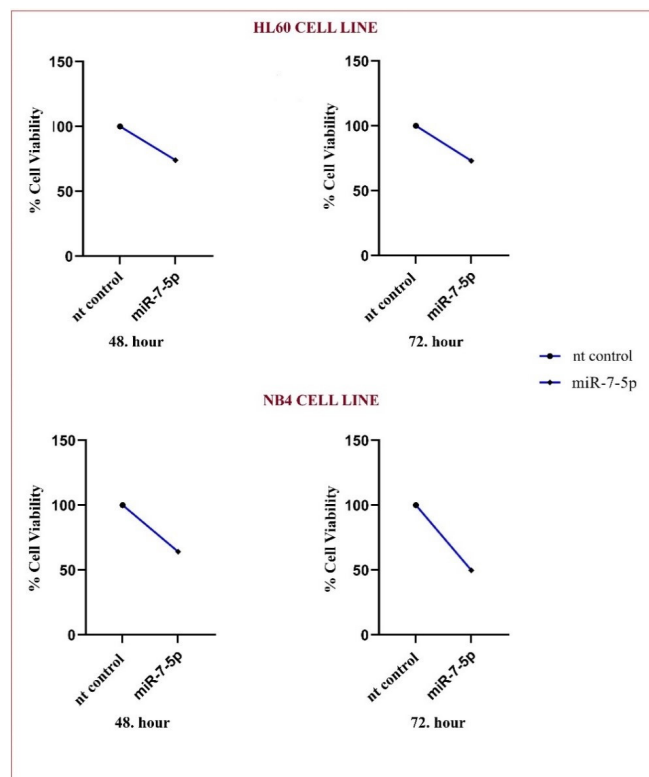 HL60 CELL LINE
% Cell Viability
150
100
50
0
nt control
miR-7-5p
48. hour
% Cell Viability
150
100
50
0
nt control
miR-7-5p
72. hour
nt control
miR-7-5p
NB4 CELL LINE
% Cell Viability
150
100
50
0
nt control
miR-7-5p
48. hour
% Cell Viability
150
100
50
0
nt control
miR-7-5p
72. hour